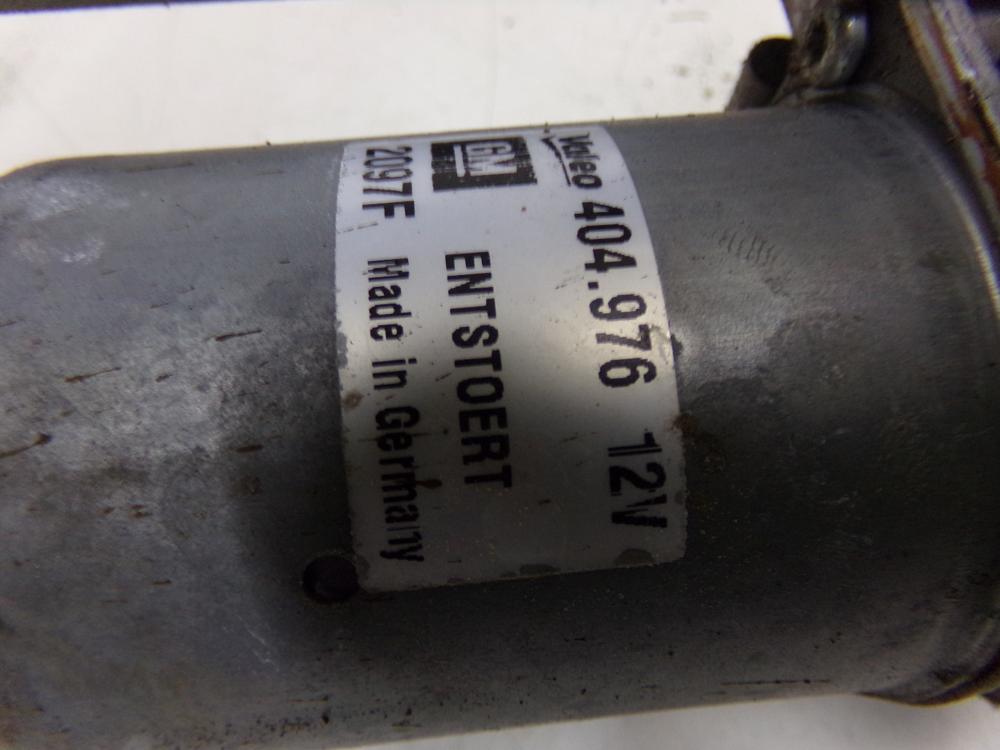 Valeo 404.976 12V
GM ENTSTOERT
2097F Made in Germany